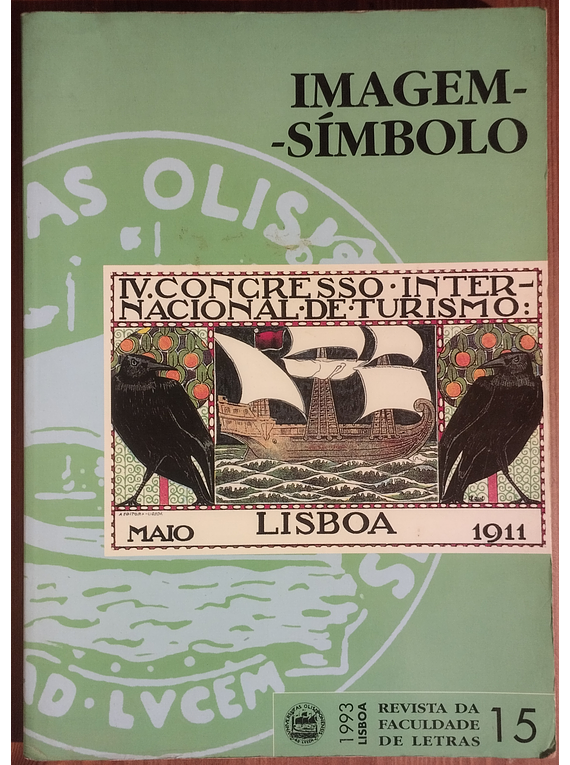 IMAGEM-
-SÍMBOLO
AS OLISI
IV·CONGRESSO·INTER-
NACIONAL·DE·TURISMO:
MAIO
LISBOA
1911
AD·LVCEM
S
1993
LISBOA
REVISTA DA
FACULDADE
DE LETRAS
15